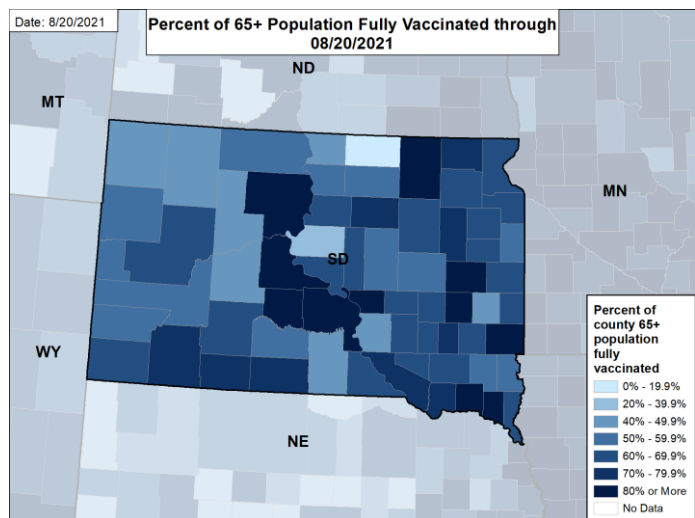 Date: 8/20/2021
Percent of 65+ Population Fully Vaccinated through
08/20/2021
ND
MT
MN
SD
WY
NE
Percent of
county 65+
population
fully
vaccinated
0% - 19.9%
20% - 39.9%
40% - 49.9%
50% - 59.9%
60% - 69.9%
70% - 79.9%
80% or More
No Data